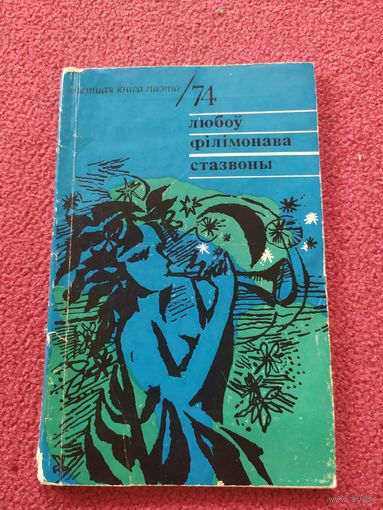 першая кніга паэта /74
любоў
філімонава
стазвоны